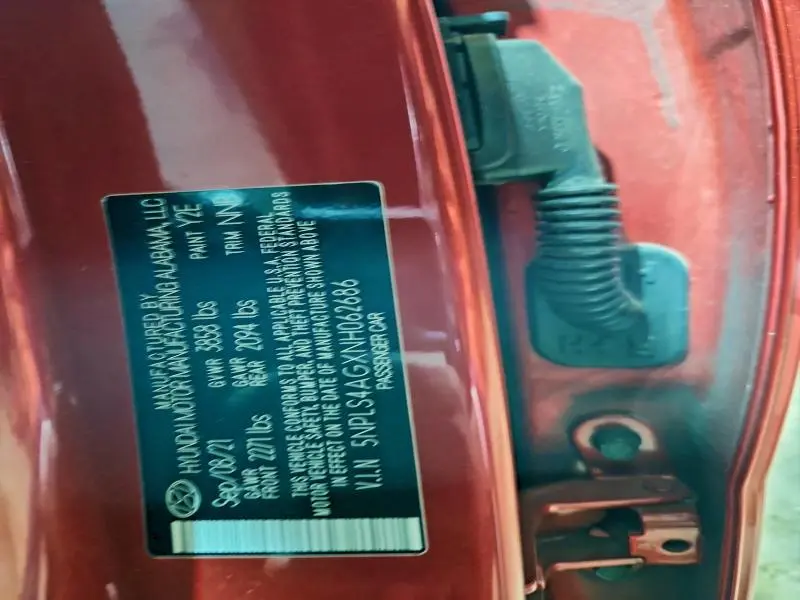 MANUFACTURED BY
HYUNDAI MOTOR MANUFACTURING ALABAMA, LLC
Sep/08/21 GVWR 3858 lbs PAINT Y2E
GAWR FRONT 2271 lbs GAWR REAR 2094 lbs TRIM NNB
THIS VEHICLE CONFORMS TO ALL APPLICABLE U.S.A. FEDERAL
MOTOR VEHICLE SAFETY, BUMPER, AND THEFT PREVENTION STANDARDS
IN EFFECT ON THE DATE OF MANUFACTURE SHOWN ABOVE
V.I.N 5NPLS4AGXNH062686
PASSENGER CAR